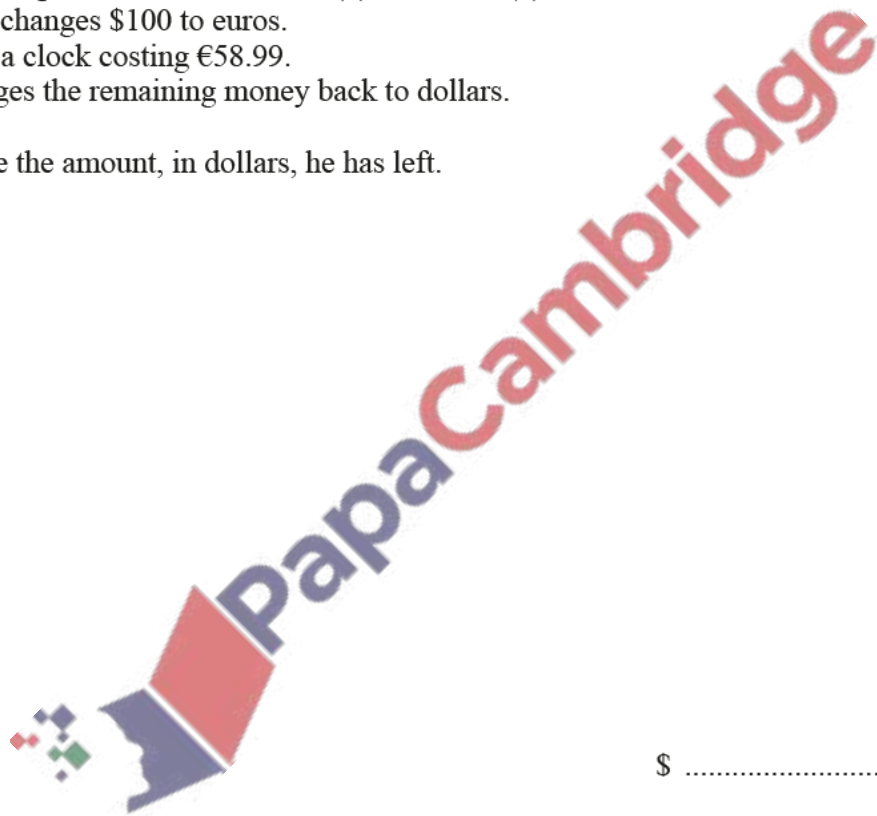 changes $100 to euros.
a clock costing €58.99.
ges the remaining money back to dollars.
e the amount, in dollars, he has left.
PapaCambridge
$ ........................